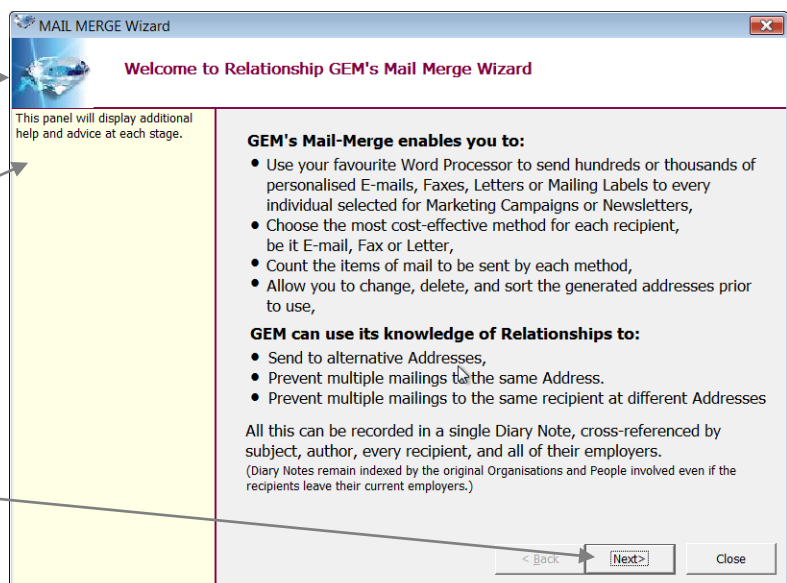 MAIL MERGE Wizard
Welcome to Relationship GEM's Mail Merge Wizard
This panel will display additional
help and advice at each stage.
GEM's Mail-Merge enables you to:
• Use your favourite Word Processor to send hundreds or thousands of
personalised E-mails, Faxes, Letters or Mailing Labels to every
individual selected for Marketing Campaigns or Newsletters,
• Choose the most cost-effective method for each recipient,
be it E-mail, Fax or Letter,
• Count the items of mail to be sent by each method,
• Allow you to change, delete, and sort the generated addresses prior
to use,
GEM can use its knowledge of Relationships to:
• Send to alternative Addresses,
• Prevent multiple mailings to the same Address.
• Prevent multiple mailings to the same recipient at different Addresses
All this can be recorded in a single Diary Note, cross-referenced by
subject, author, every recipient, and all of their employers.
(Diary Notes remain indexed by the original Organisations and People involved even if the
recipients leave their current employers.)
< Back Next> Close